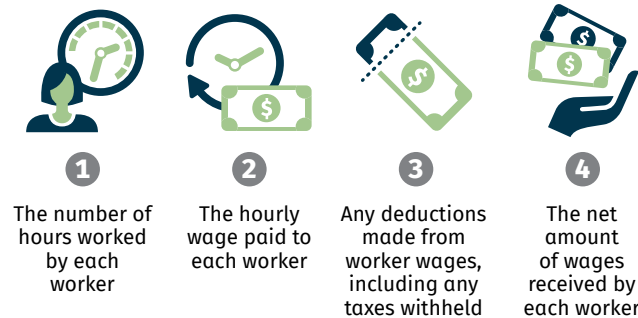 $
$
$
$
1
The number of
hours worked
by each
worker
2
The hourly
wage paid to
each worker
3
Any deductions
made from
worker wages,
including any
taxes withheld
4
The net
amount
of wages
received by
each worker